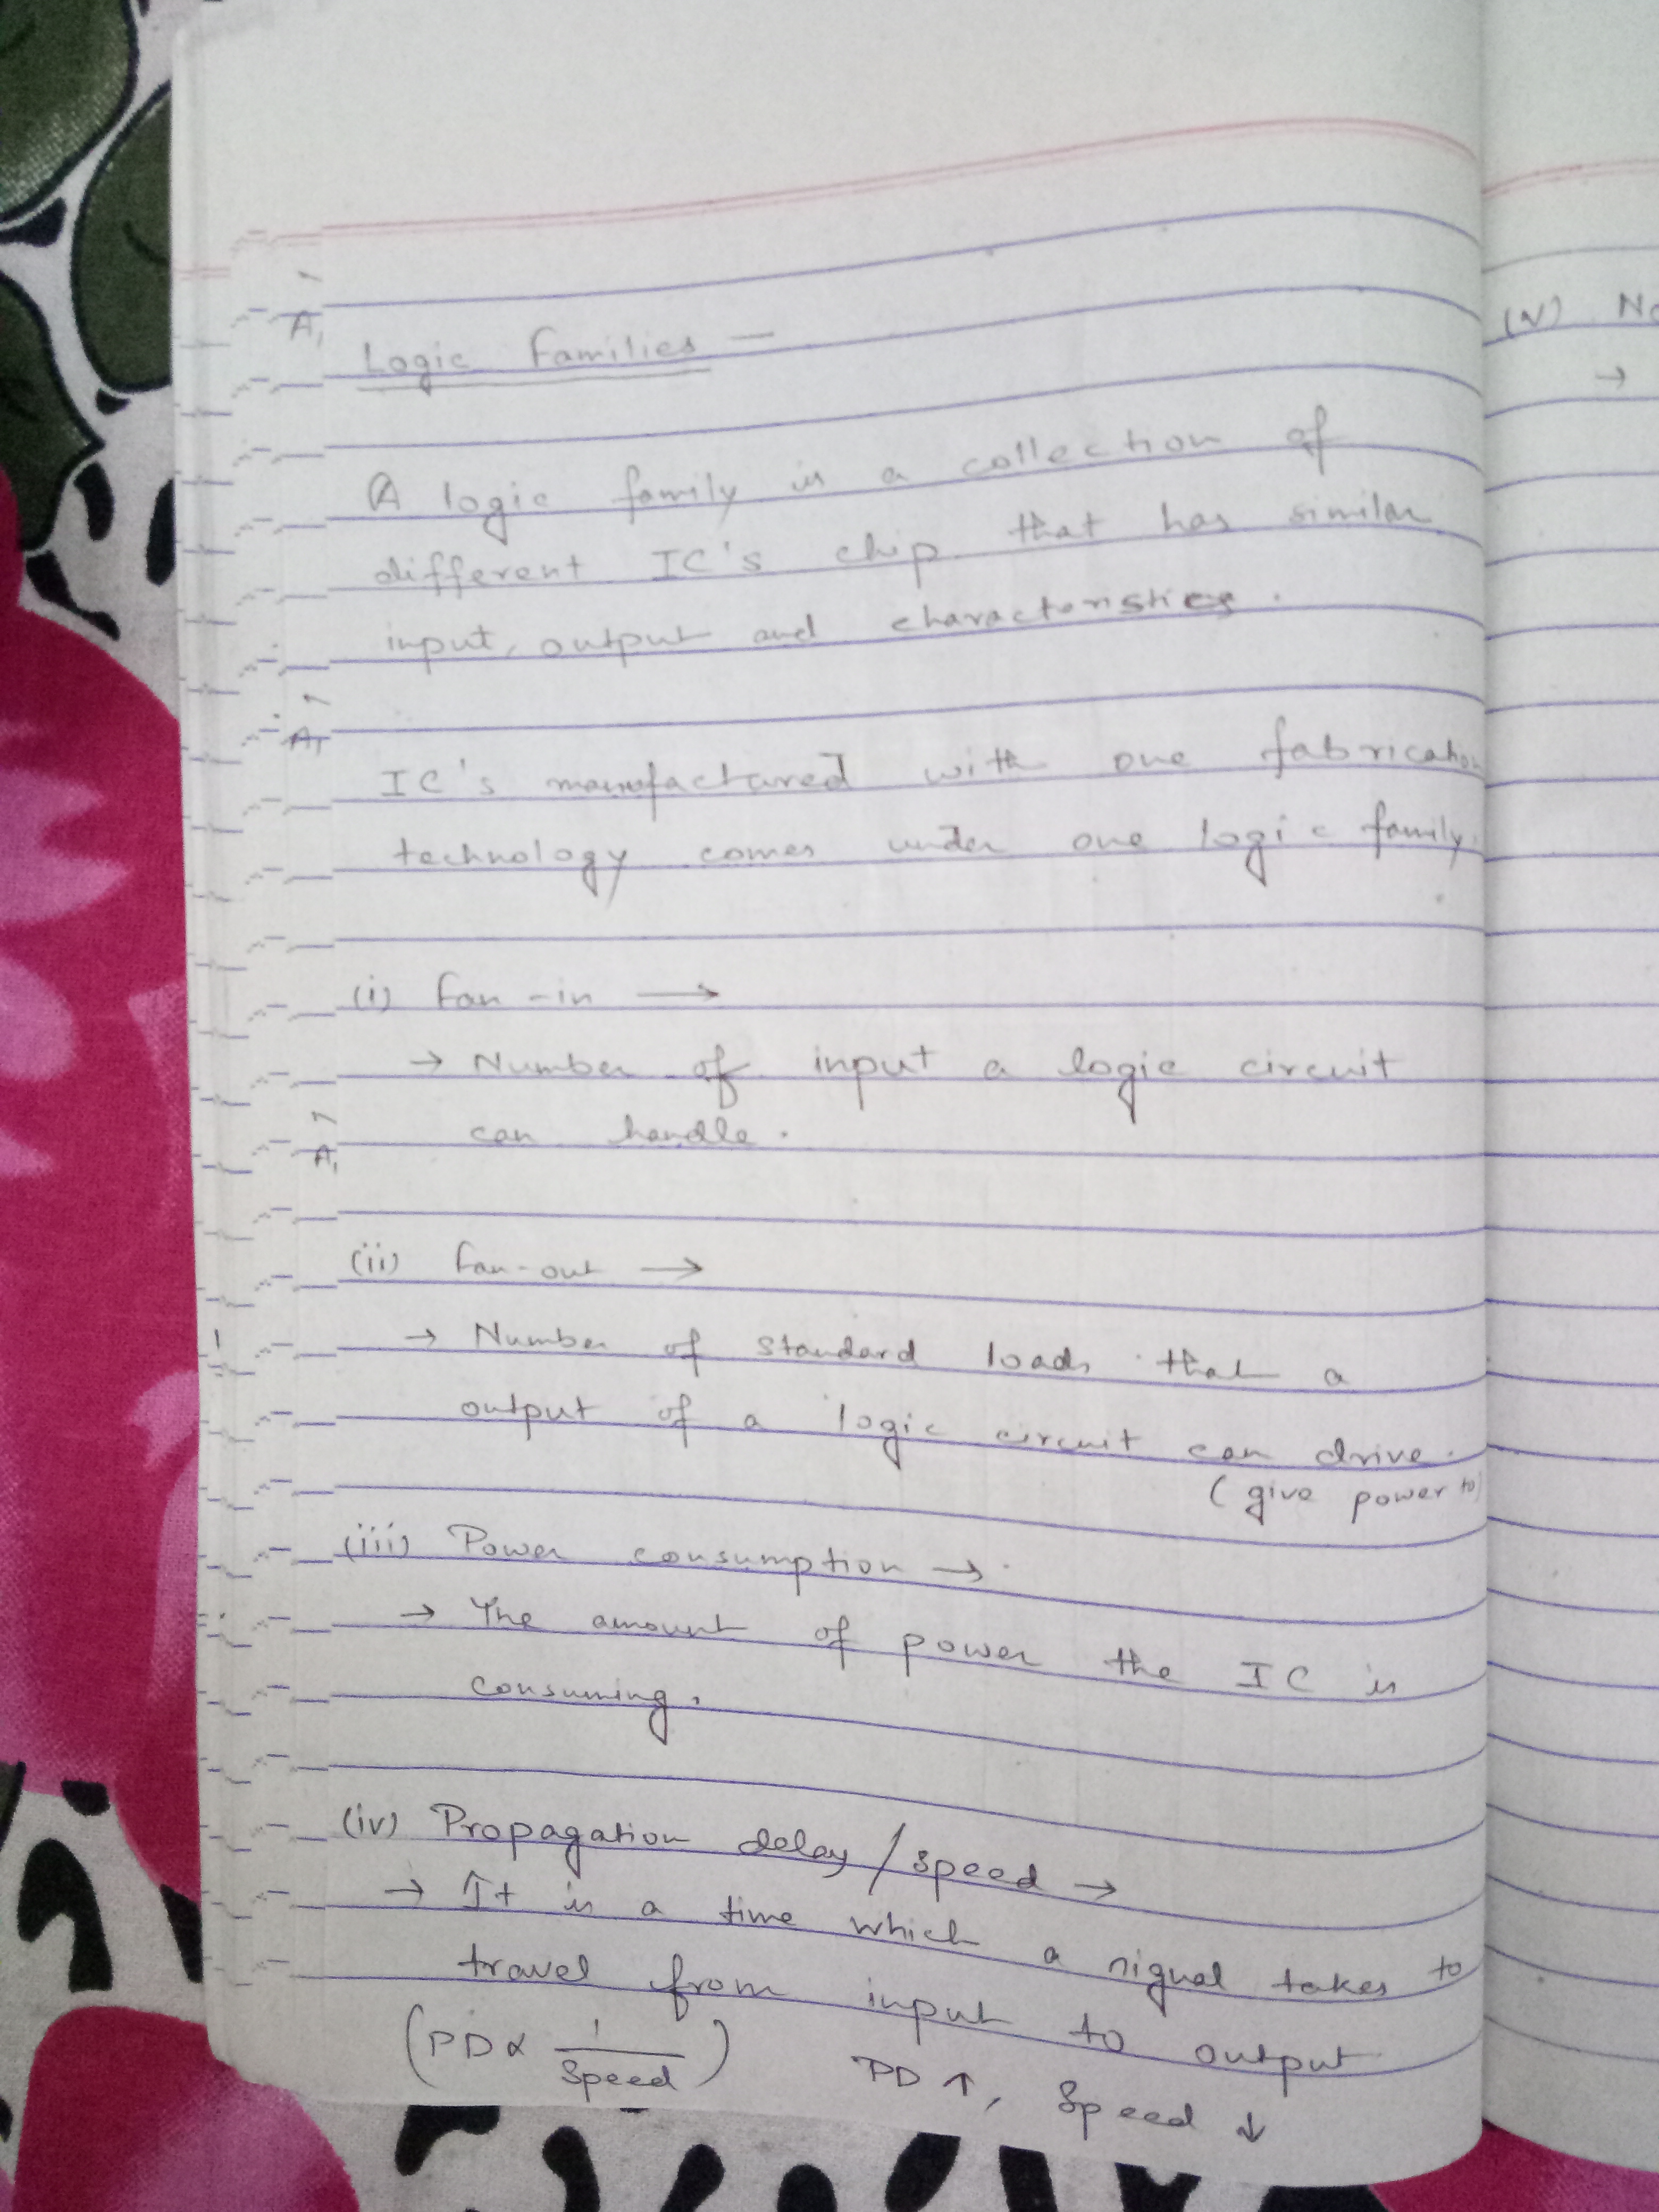 Logic Families —
A logic family is a collection of
different IC's chip that has similar
input, output and characteristics.
IC's manufactured with one fabrication
technology comes under one logic family.
(i) Fan-in →
→ Number of input a logic circuit
can handle.
(ii) Fan-out →
→ Number of standard loads that a
output of a logic circuit can drive.
(give power to)
(iii) Power consumption →
→ The amount of power the IC is
consuming.
(iv) Propagation delay/speed →
→ It is a time which a signal takes to
travel from input to output
(PD ∝ 1/Speed) PD ↑, Speed ↓
(V) No
→